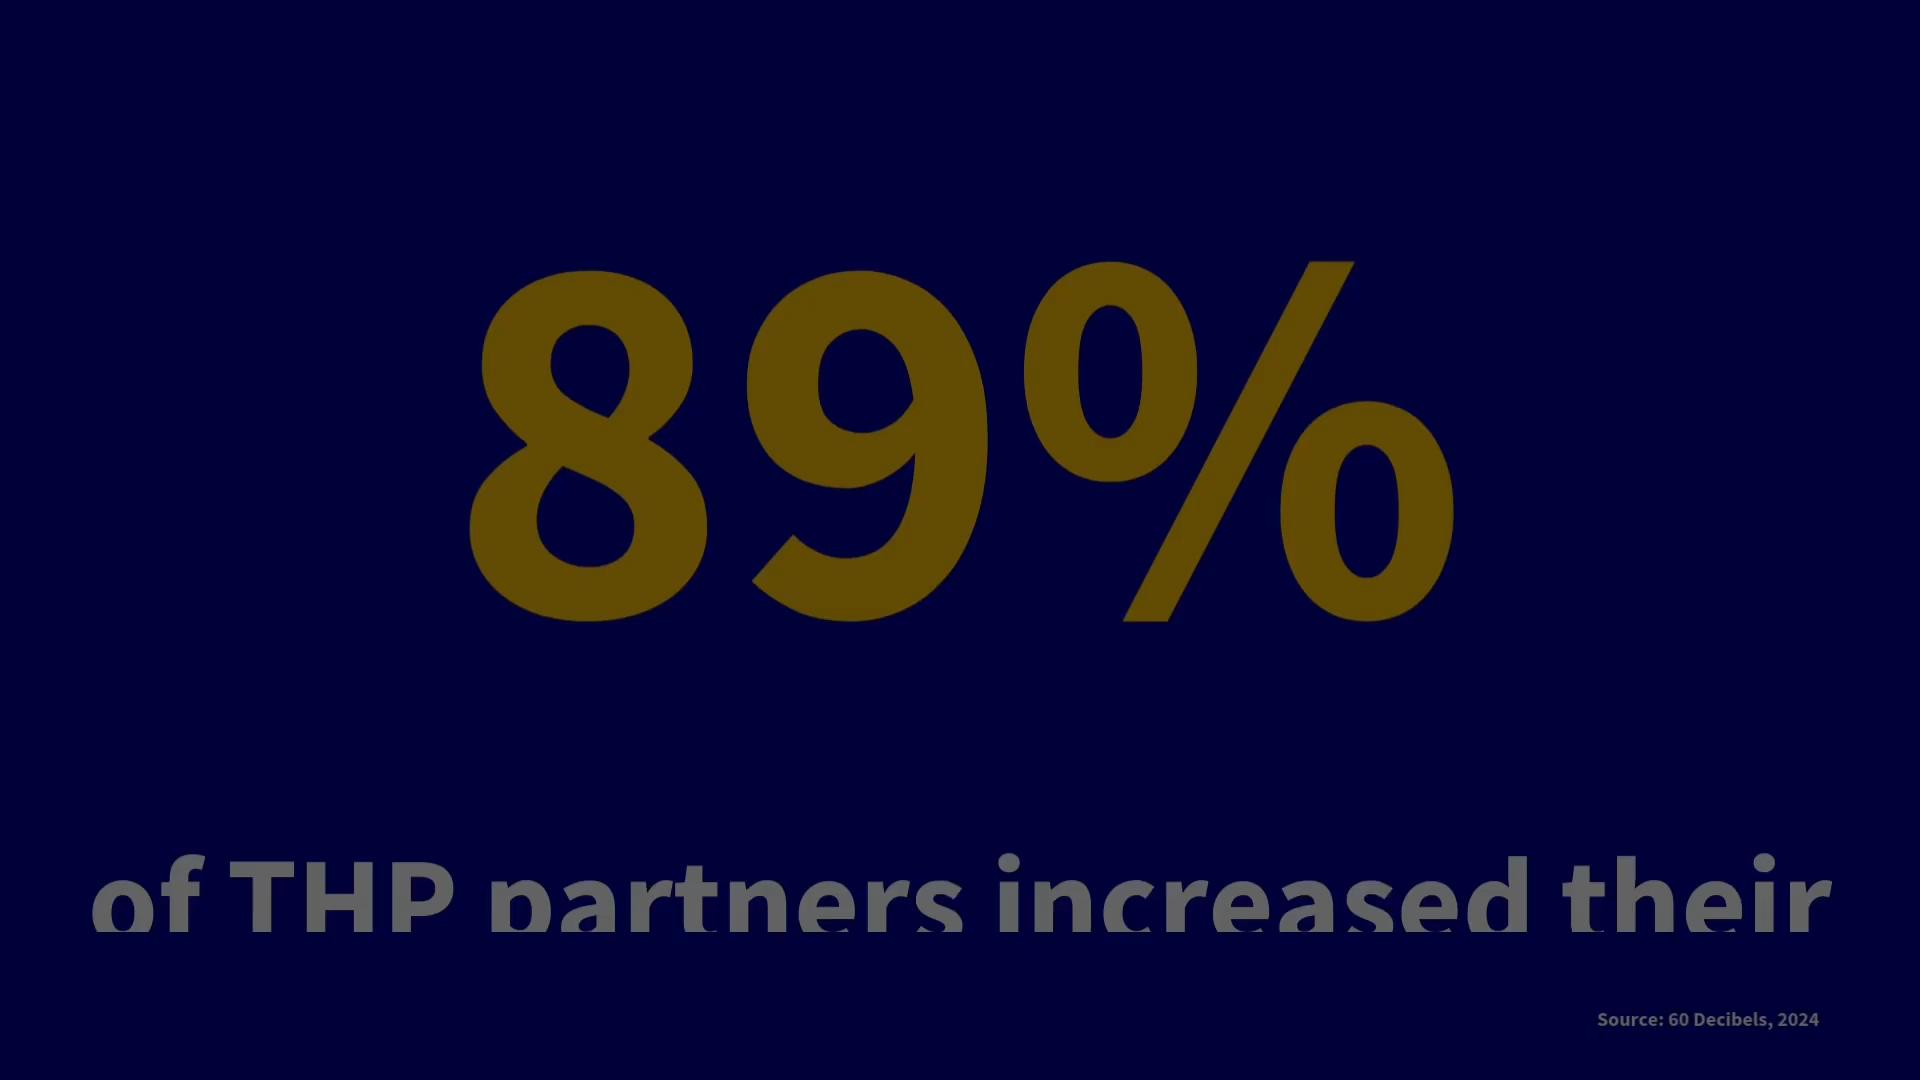 89%
of THP partners increased their
Source: 60 Decibels, 2024